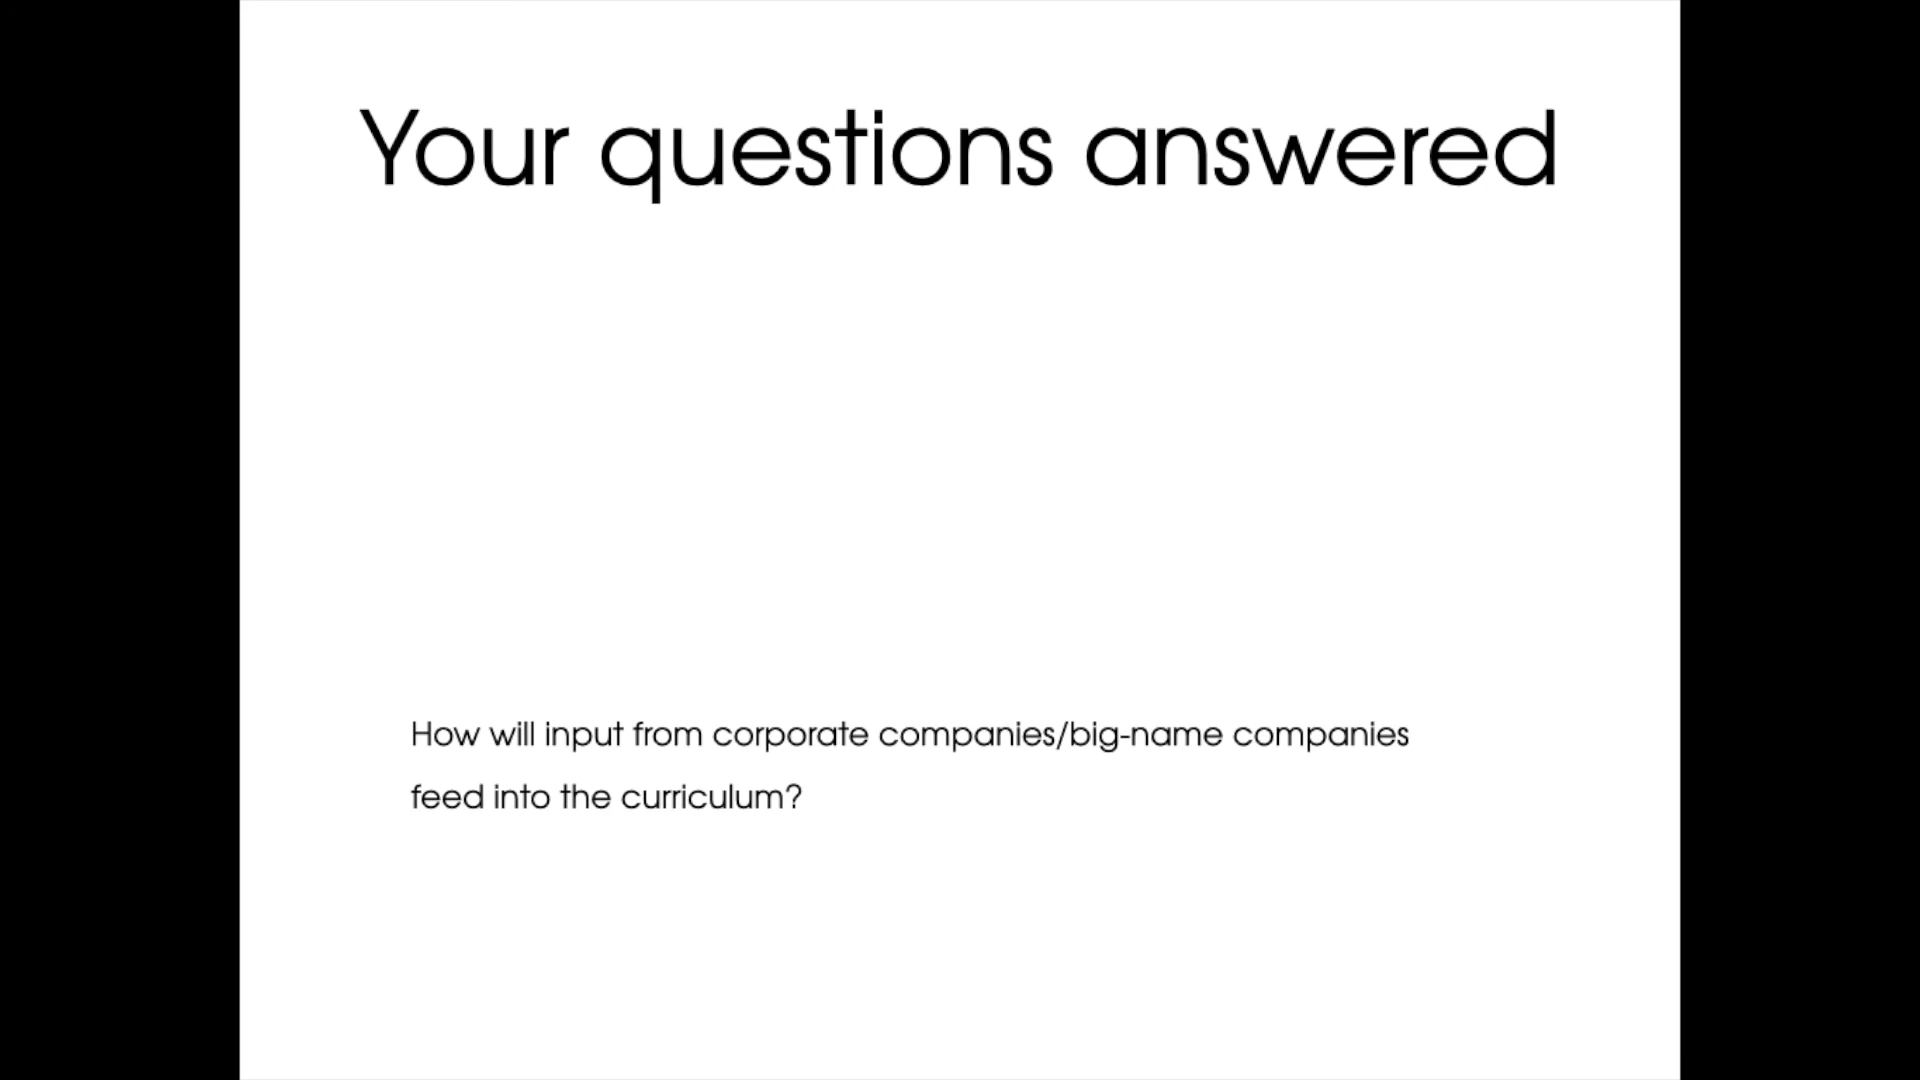 Your questions answered
How will input from corporate companies/big-name companies
feed into the curriculum?